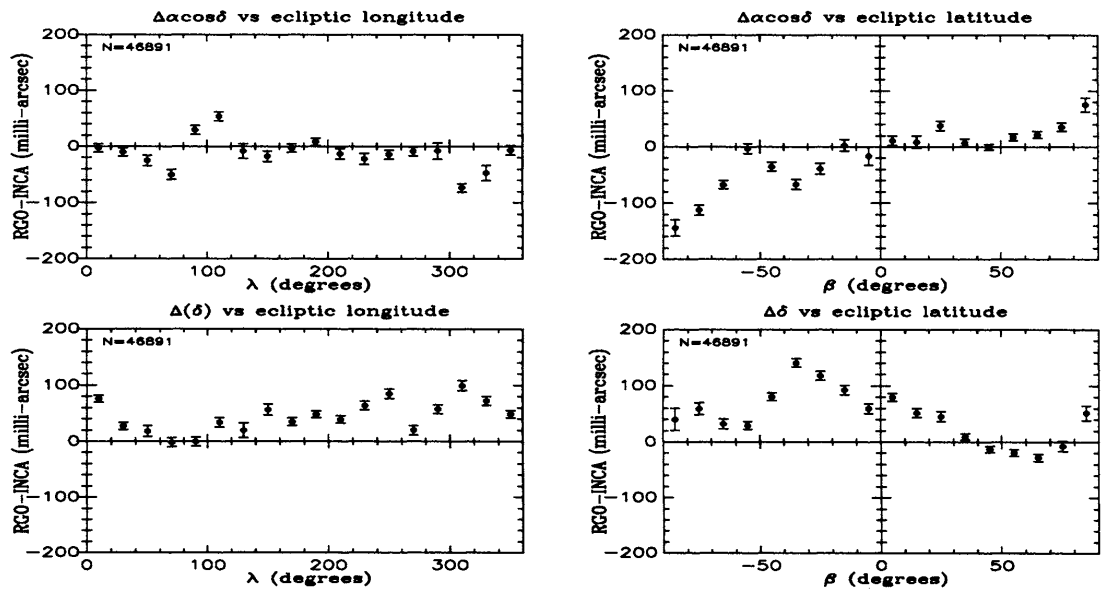 Δαcosδ vs ecliptic longitude
200
N=46891
100
0
−100
−200
RGO−INCA (milli−arcsec)
0 100 200 300
λ (degrees)
Δαcosδ vs ecliptic latitude
200
N=46891
100
0
−100
−200
RGO−INCA (milli−arcsec)
−50 0 50
β (degrees)
Δ(δ) vs ecliptic longitude
200
N=46891
100
0
−100
−200
RGO−INCA (milli−arcsec)
0 100 200 300
λ (degrees)
Δδ vs ecliptic latitude
200
N=46891
100
0
−100
−200
RGO−INCA (milli−arcsec)
−50 0 50
β (degrees)